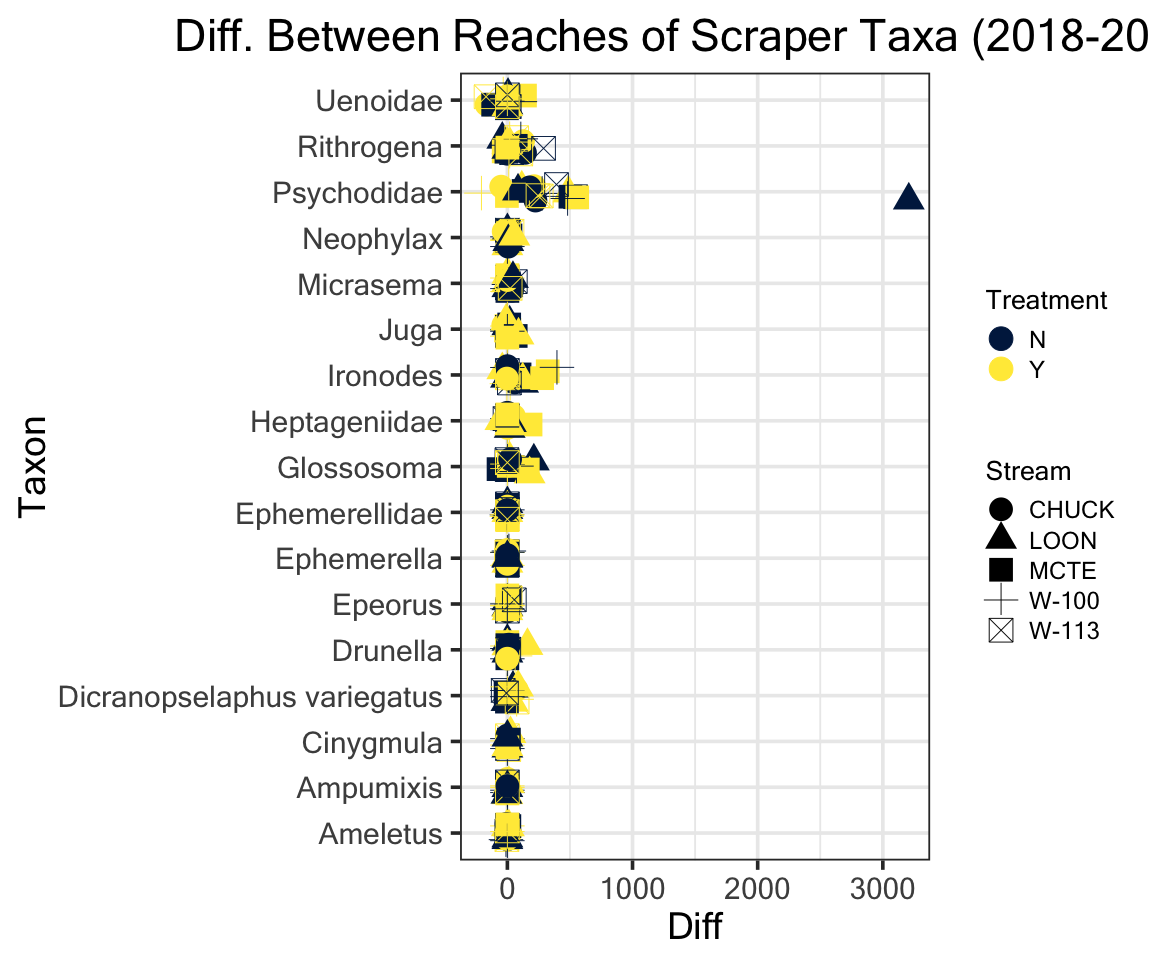 Diff. Between Reaches of Scraper Taxa (2018-20
Uenoidae
Rithrogena
Psychodidae
Neophylax
Micrasema
Juga
Ironodes
Heptageniidae
Glossosoma
Ephemerellidae
Ephemerella
Epeorus
Drunella
Dicranopselaphus variegatus
Cinygmula
Ampumixis
Ameletus
Taxon
0 1000 2000 3000
Diff
Treatment
N
Y
Stream
CHUCK
LOON
MCTE
W-100
W-113